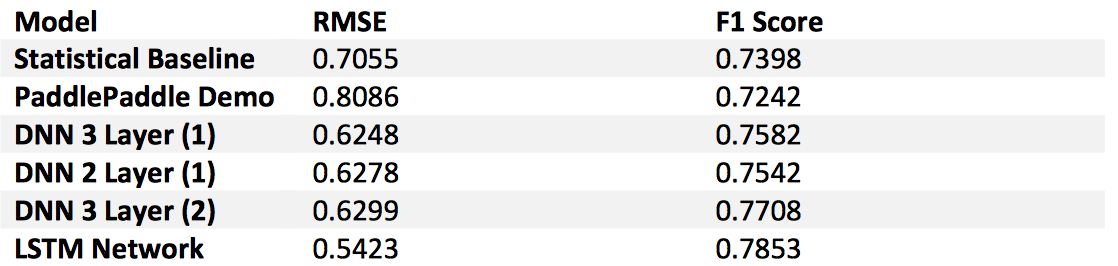 Model RMSE F1 Score
Statistical Baseline 0.7055 0.7398
PaddlePaddle Demo 0.8086 0.7242
DNN 3 Layer (1) 0.6248 0.7582
DNN 2 Layer (1) 0.6278 0.7542
DNN 3 Layer (2) 0.6299 0.7708
LSTM Network 0.5423 0.7853